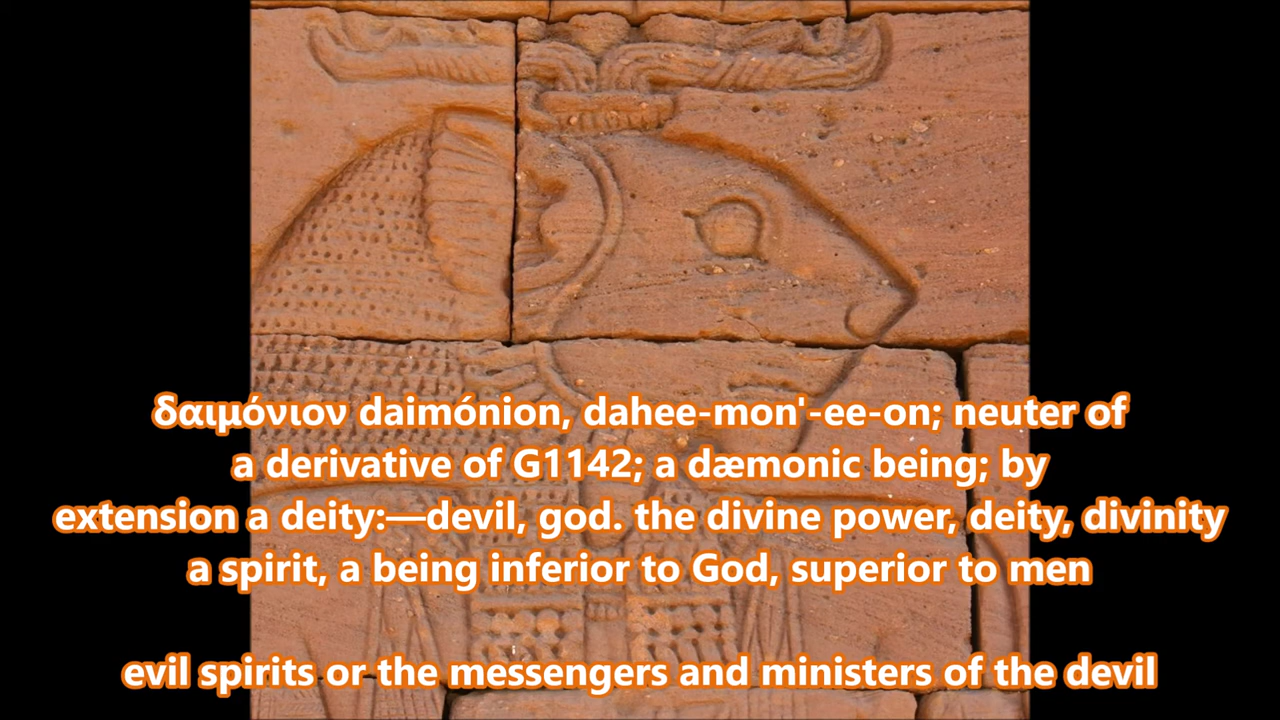 δαιμόνιον daimónion, dahee-mon'-ee-on; neuter of
a derivative of G1142; a dæmonic being; by
extension a deity:—devil, god. the divine power, deity, divinity
a spirit, a being inferior to God, superior to men
evil spirits or the messengers and ministers of the devil